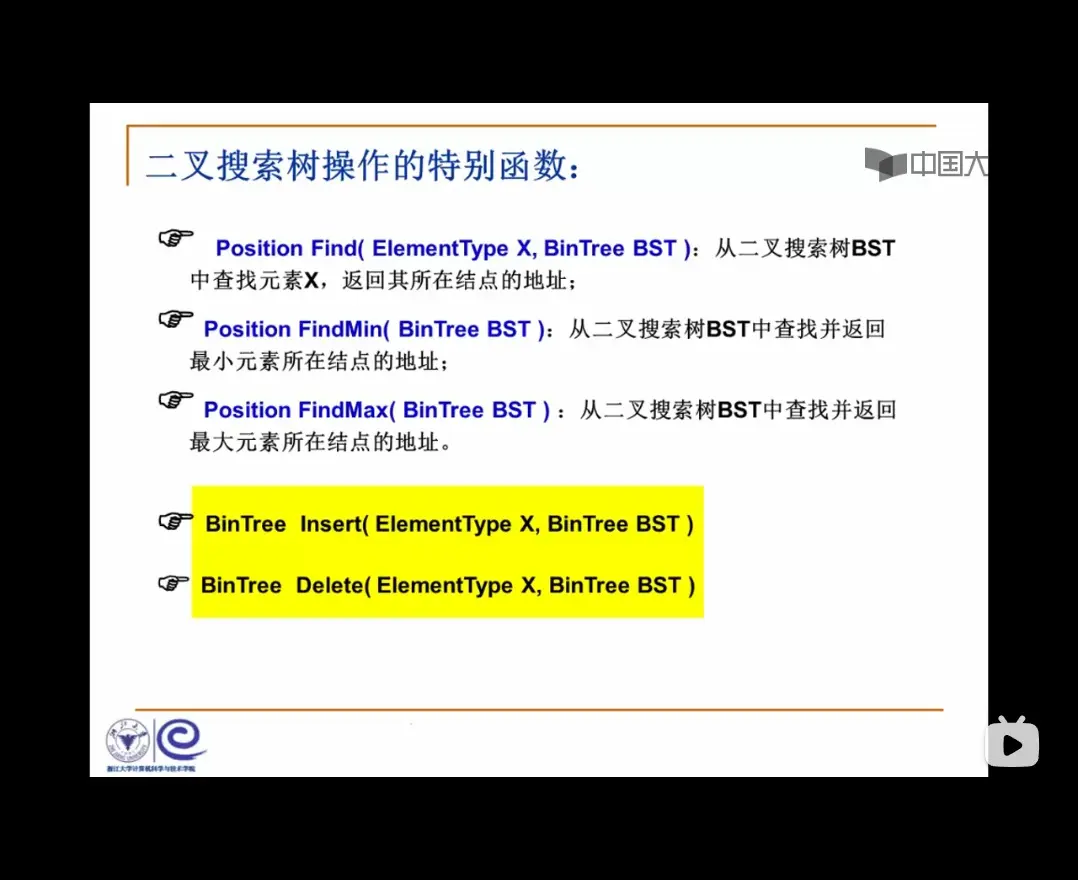 二叉搜索树操作的特别函数：
中国大
Position Find( ElementType X, BinTree BST )：从二叉搜索树BST
中查找元素X，返回其所在结点的地址；
Position FindMin( BinTree BST )：从二叉搜索树BST中查找并返回
最小元素所在结点的地址；
Position FindMax( BinTree BST )：从二叉搜索树BST中查找并返回
最大元素所在结点的地址。
BinTree Insert( ElementType X, BinTree BST )
BinTree Delete( ElementType X, BinTree BST )
浙江大学计算机科学与技术学院